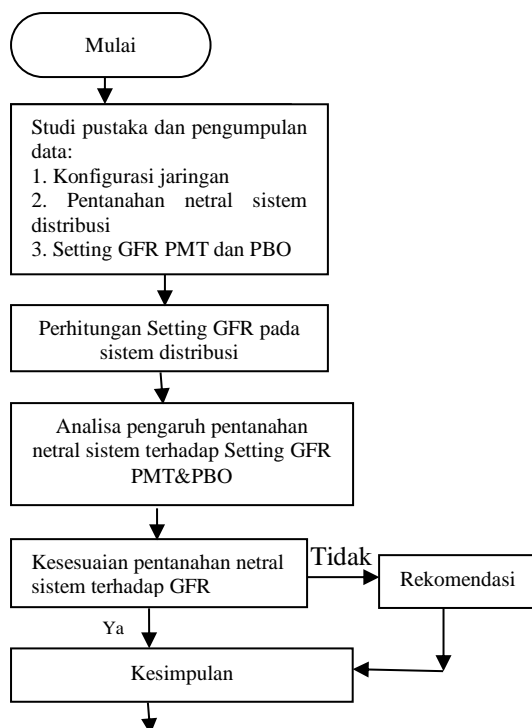 Mulai
Studi pustaka dan pengumpulan
data:
1. Konfigurasi jaringan
2. Pentanahan netral sistem
distribusi
3. Setting GFR PMT dan PBO
Perhitungan Setting GFR pada
sistem distribusi
Analisa pengaruh pentanahan
netral sistem terhadap Setting GFR
PMT&PBO
Kesesuaian pentanahan netral
sistem terhadap GFR
Tidak
Rekomendasi
Ya
Kesimpulan